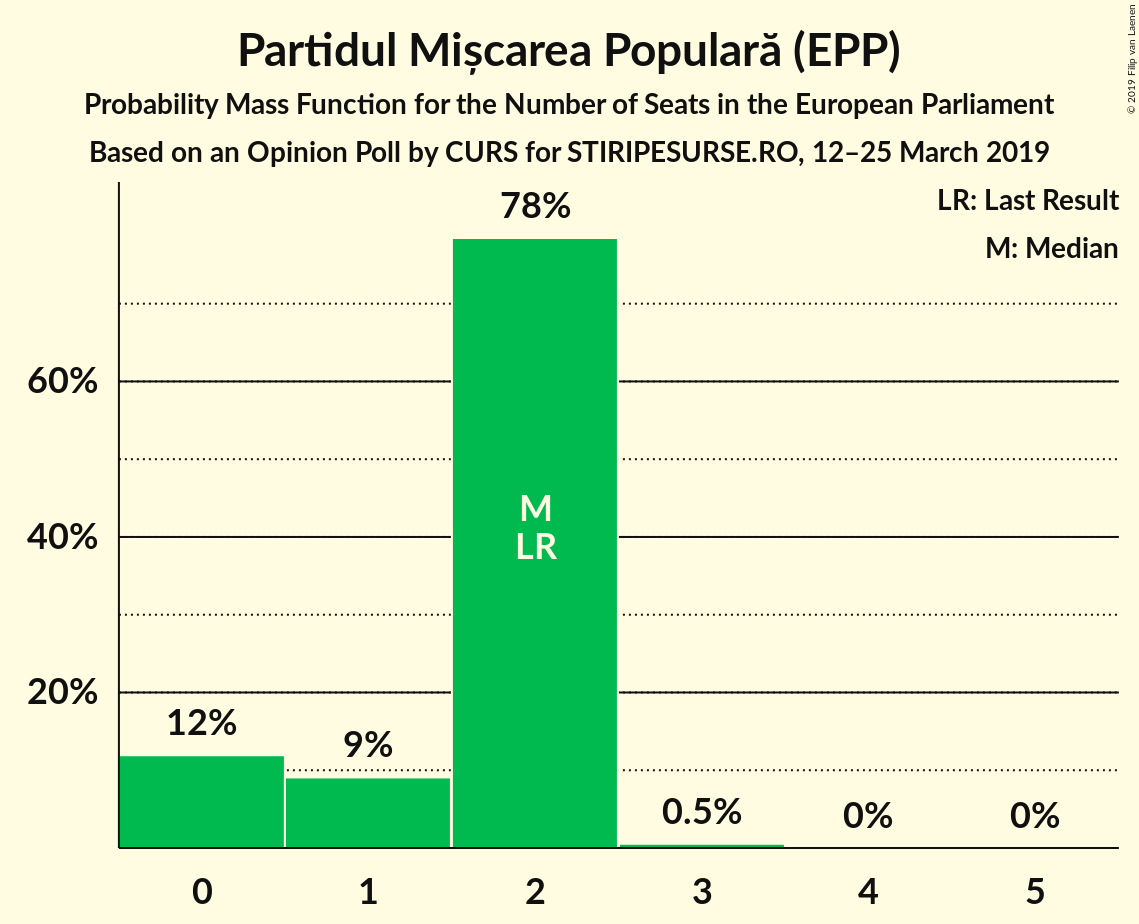 Partidul Mișcarea Populară (EPP)
Probability Mass Function for the Number of Seats in the European Parliament
Based on an Opinion Poll by CURS for STIRIPESURSE.RO, 12–25 March 2019
© 2019 Filip van Laenen
LR: Last Result
M: Median
78%
60%
40%
20%
M
LR
12%
9%
0.5%
0%
0%
0
1
2
3
4
5